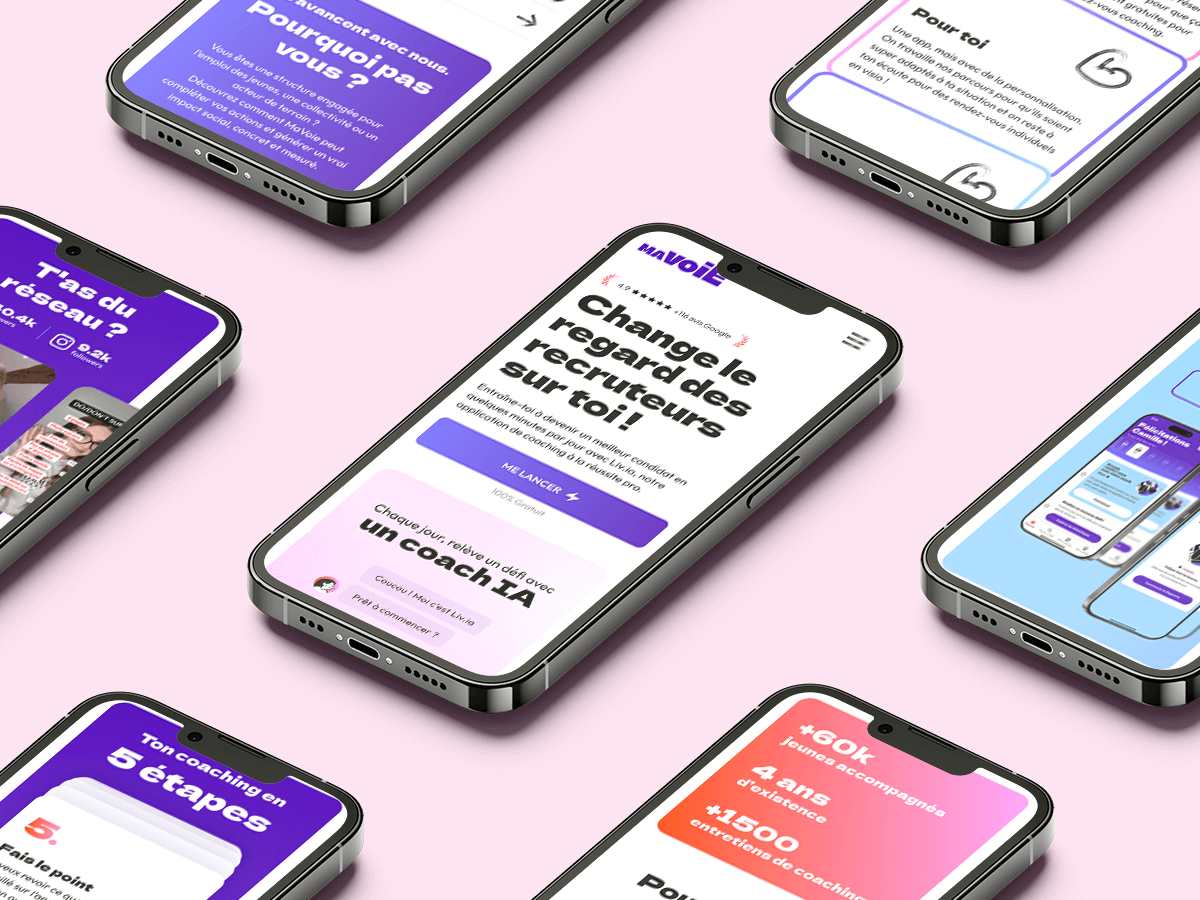 avancent avec nous.
Pourquoi pas
vous ?
Vous êtes une structure engagée pour
l'emploi des jeunes, une collectivité ou un
acteur de terrain ?
Découvrez comment MaVoie peut
compléter vos actions et générer un vrai
impact social, concret et mesuré.
gratuites pour
rendez-vous coaching.
Pour toi
Une app, mais avec de la personnalisation.
On travaille nos parcours pour qu'ils soient
super adaptés à ta situation et on reste à
ton écoute pour des rendez-vous individuels
en visio !
T'as du
réseau ?
9.2k
followers
DO/DON'T SUR
MAVOIE
4.9 ★★★★★ +116 avis Google
Change le
regard des
recruteurs
sur toi !
Entraîne-toi à devenir un meilleur candidat en
quelques minutes par jour avec Liv.ia, notre
application de coaching à la réussite pro.
ME LANCER
100% Gratuit
Chaque jour, relève un défi avec
un coach IA
Coucou ! Moi c'est Liv.ia
Prêt à commencer ?
Félicitations
Camille !
Ton coaching en
5 étapes
5.
Fais le point
revoir ce
+60k
jeunes accompagnés
4 ans
d'existence
+1500
entretiens de coaching